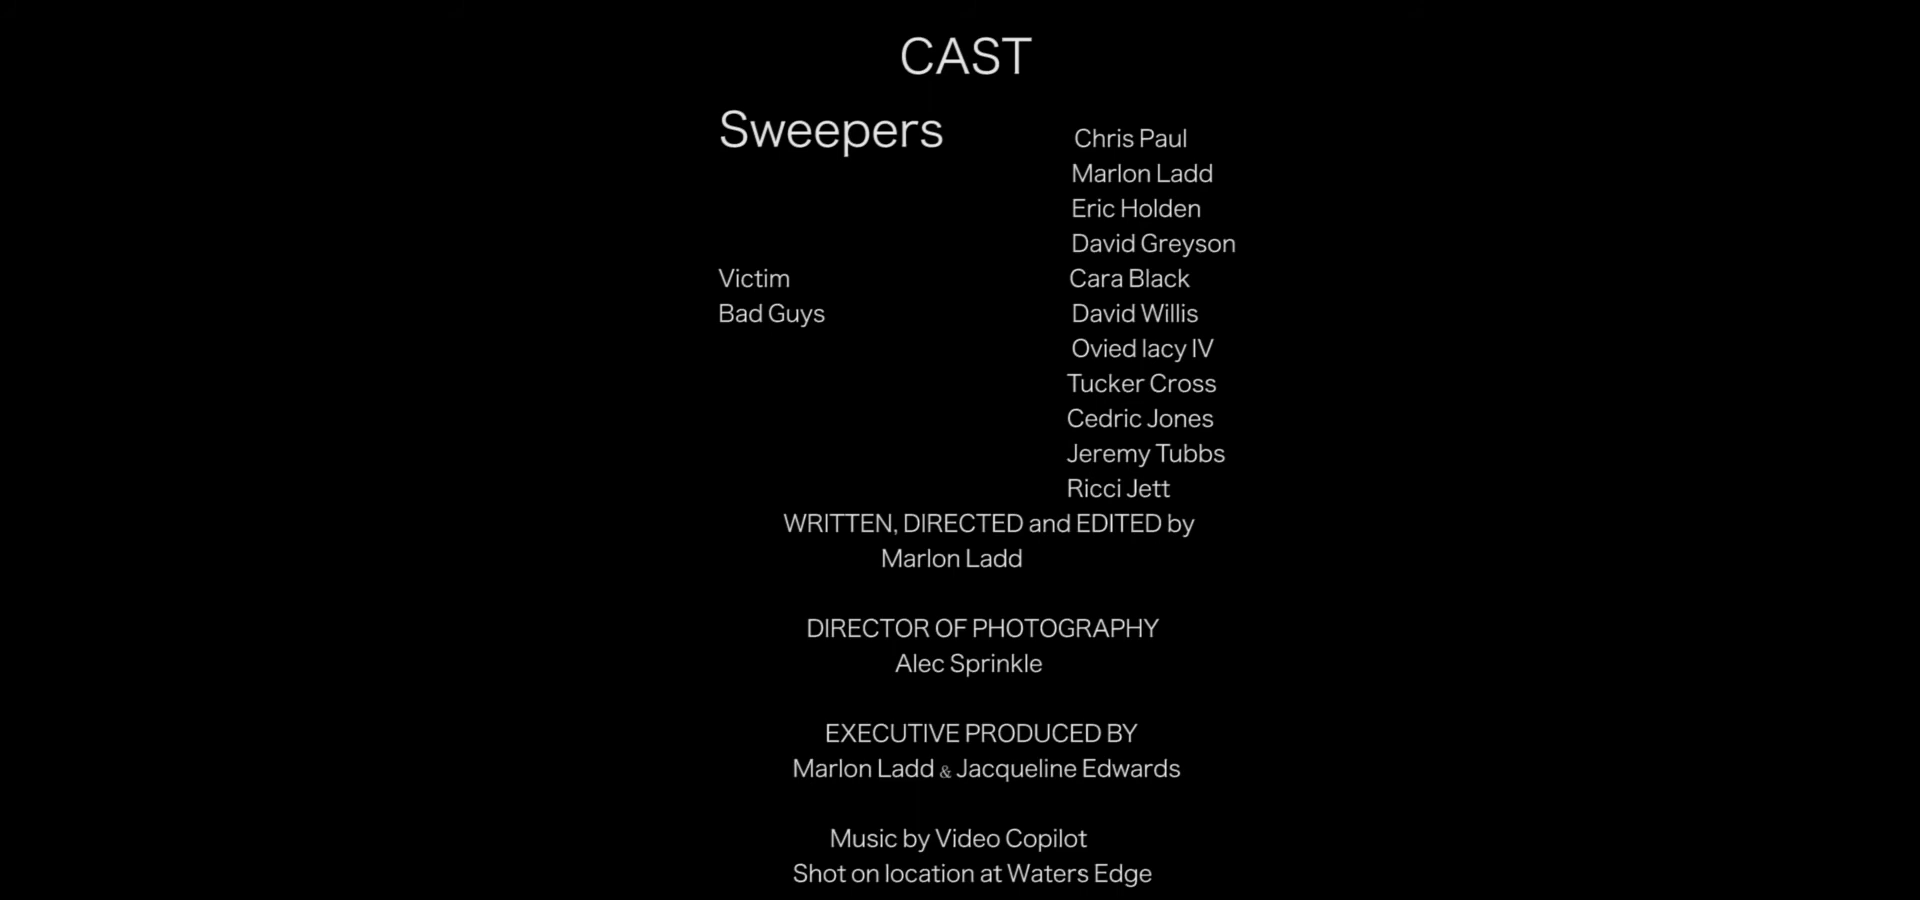 CAST
Sweepers Chris Paul
Marlon Ladd
Eric Holden
David Greyson
Victim Cara Black
Bad Guys David Willis
Ovied lacy IV
Tucker Cross
Cedric Jones
Jeremy Tubbs
Ricci Jett
WRITTEN, DIRECTED and EDITED by
Marlon Ladd
DIRECTOR OF PHOTOGRAPHY
Alec Sprinkle
EXECUTIVE PRODUCED BY
Marlon Ladd & Jacqueline Edwards
Music by Video Copilot
Shot on location at Waters Edge